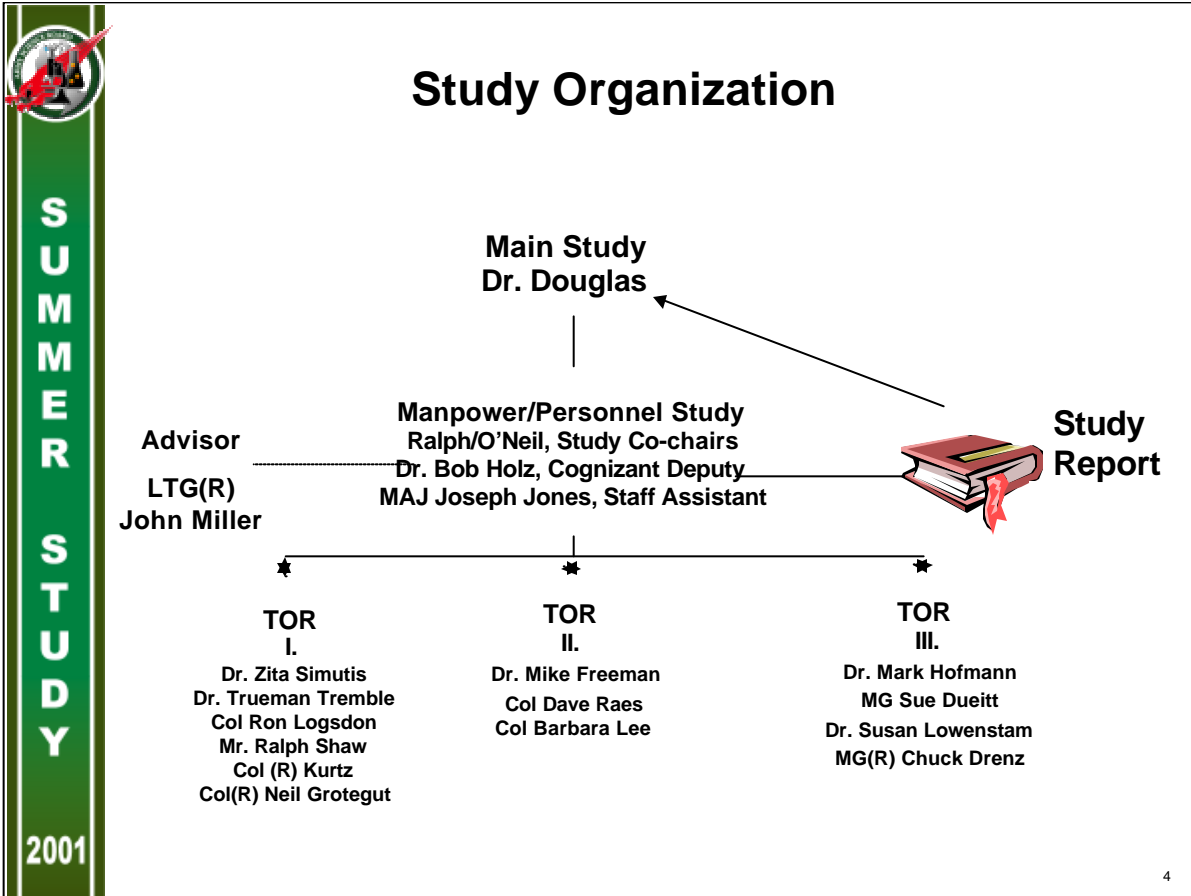 Study Organization
SUMMER STUDY
2001
Main Study
Dr. Douglas
Advisor
LTG(R)
John Miller
Manpower/Personnel Study
Ralph/O'Neil, Study Co-chairs
Dr. Bob Holz, Cognizant Deputy
MAJ Joseph Jones, Staff Assistant
Study
Report
TOR
I.
Dr. Zita Simutis
Dr. Trueman Tremble
Col Ron Logsdon
Mr. Ralph Shaw
Col (R) Kurtz
Col(R) Neil Grotegut
TOR
II.
Dr. Mike Freeman
Col Dave Raes
Col Barbara Lee
TOR
III.
Dr. Mark Hofmann
MG Sue Dueitt
Dr. Susan Lowenstam
MG(R) Chuck Drenz
4